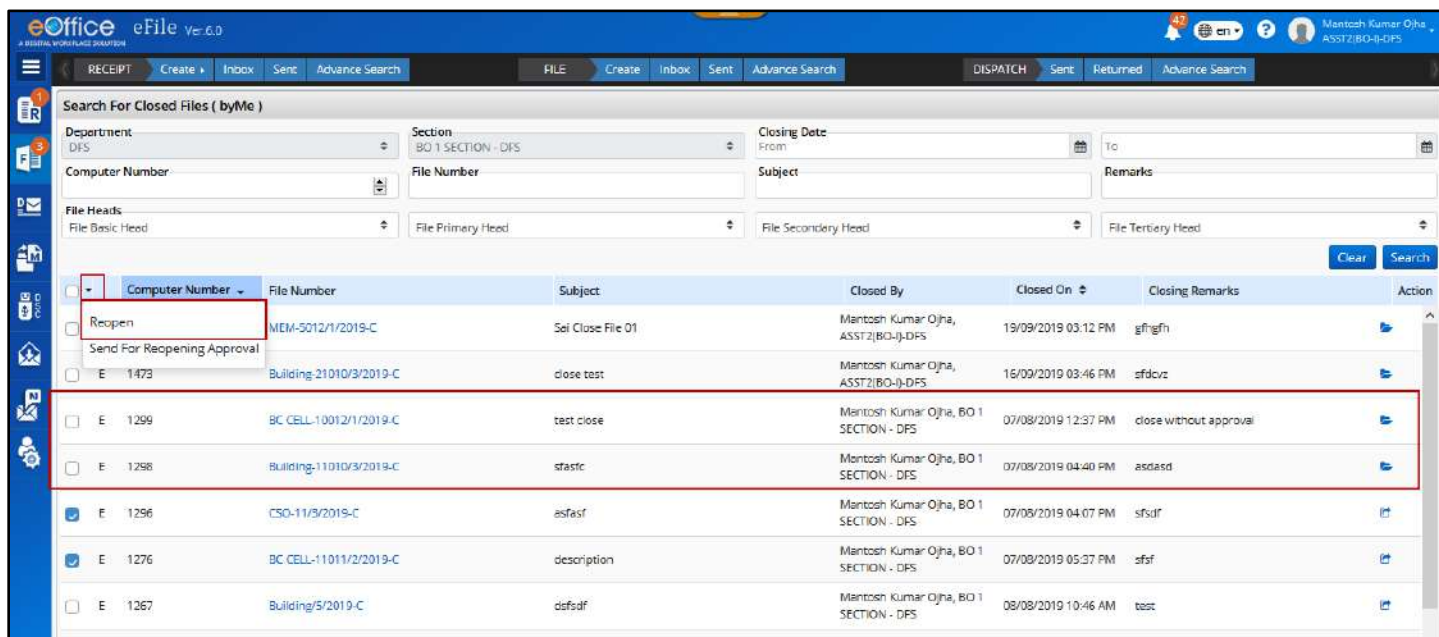 eOffice eFile Ver.6.0
A DIGITAL WORKPLACE SOLUTION
42 en ? Mantosh Kumar Ojha
ASST2(BO-I)-DFS
RECEIPT Create Inbox Sent Advance Search FILE Create Inbox Sent Advance Search DISPATCH Sent Returned Advance Search
Search For Closed Files ( byMe )
Department Section Closing Date
DFS BO 1 SECTION - DFS From To
Computer Number File Number Subject Remarks
File Heads
File Basic Head File Primary Head File Secondary Head File Tertiary Head
Clear Search
Computer Number File Number Subject Closed By Closed On Closing Remarks Action
Reopen
Send For Reopening Approval
MEM-5012/1/2019-C Sai Close File 01 Mantosh Kumar Ojha, ASST2(BO-I)-DFS 19/09/2019 03:12 PM gfhgfh
E 1473 Building-21010/3/2019-C close test Mantosh Kumar Ojha, ASST2(BO-I)-DFS 16/09/2019 03:46 PM sfdcvz
E 1299 BC CELL-10012/1/2019-C test close Mantosh Kumar Ojha, BO 1 SECTION - DFS 07/08/2019 12:37 PM close without approval
E 1298 Building-11010/3/2019-C sfasfc Mantosh Kumar Ojha, BO 1 SECTION - DFS 07/08/2019 04:40 PM asdasd
E 1296 CSO-11/3/2019-C asfasf Mantosh Kumar Ojha, BO 1 SECTION - DFS 07/08/2019 04:07 PM sfsdf
E 1276 BC CELL-11011/2/2019-C description Mantosh Kumar Ojha, BO 1 SECTION - DFS 07/08/2019 05:37 PM sfsf
E 1267 Building/5/2019-C dsfsdf Mantosh Kumar Ojha, BO 1 SECTION - DFS 08/08/2019 10:46 AM test
R 1
F 3
D
M
DSC
N